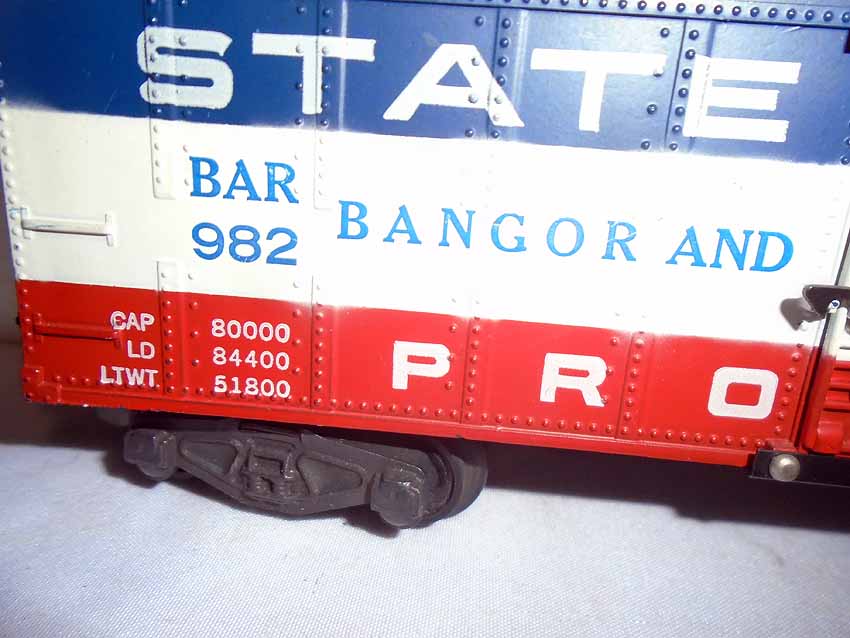 STATE
BAR
982
BANGOR AND
CAP 80000
LD 84400
LTWT 51800
PRO